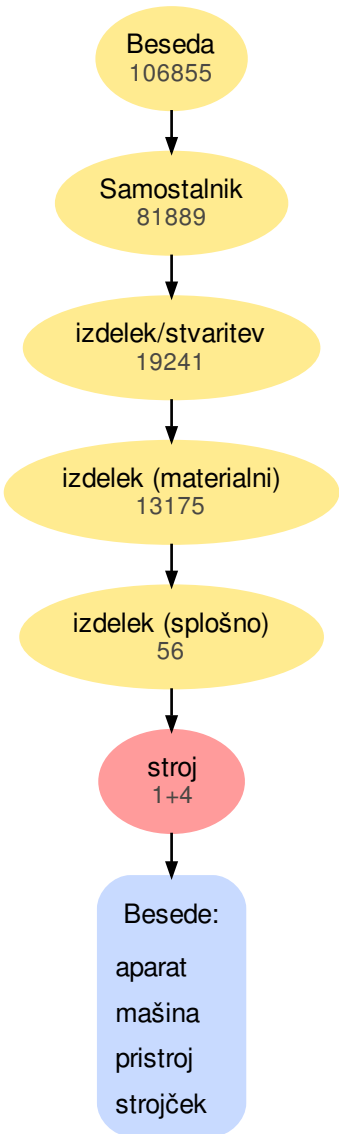 Beseda
106855
Samostalnik
81889
izdelek/stvaritev
19241
izdelek (materialni)
13175
izdelek (splošno)
56
stroj
1+4
Besede:
aparat
mašina
pristroj
strojček